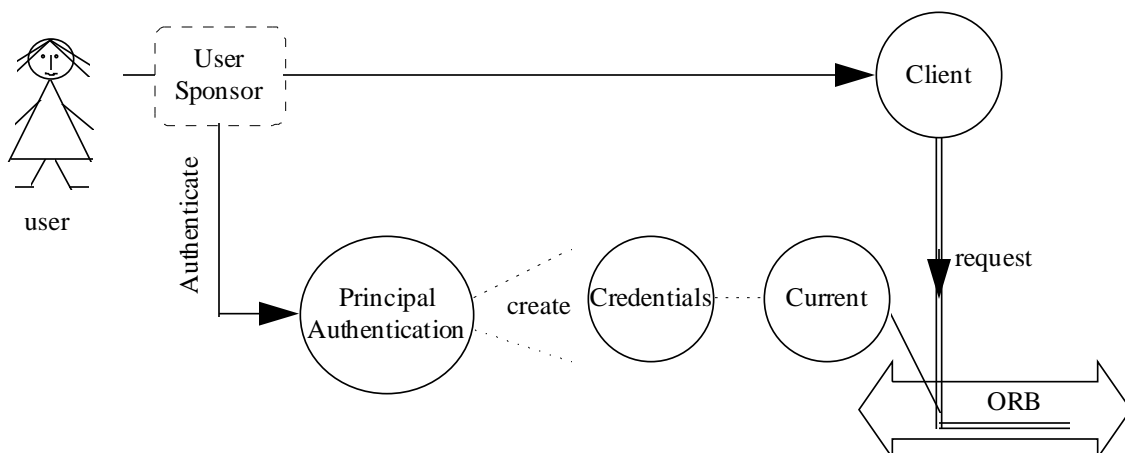 User
Sponsor
Client
user
Authenticate
Principal
Authentication
create
Credentials
Current
request
ORB